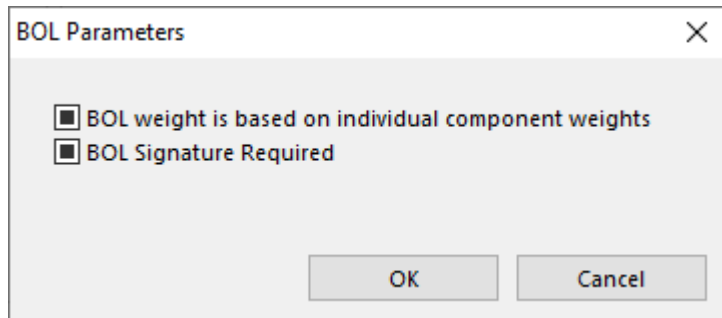 BOL Parameters
BOL weight is based on individual component weights
BOL Signature Required
OK
Cancel